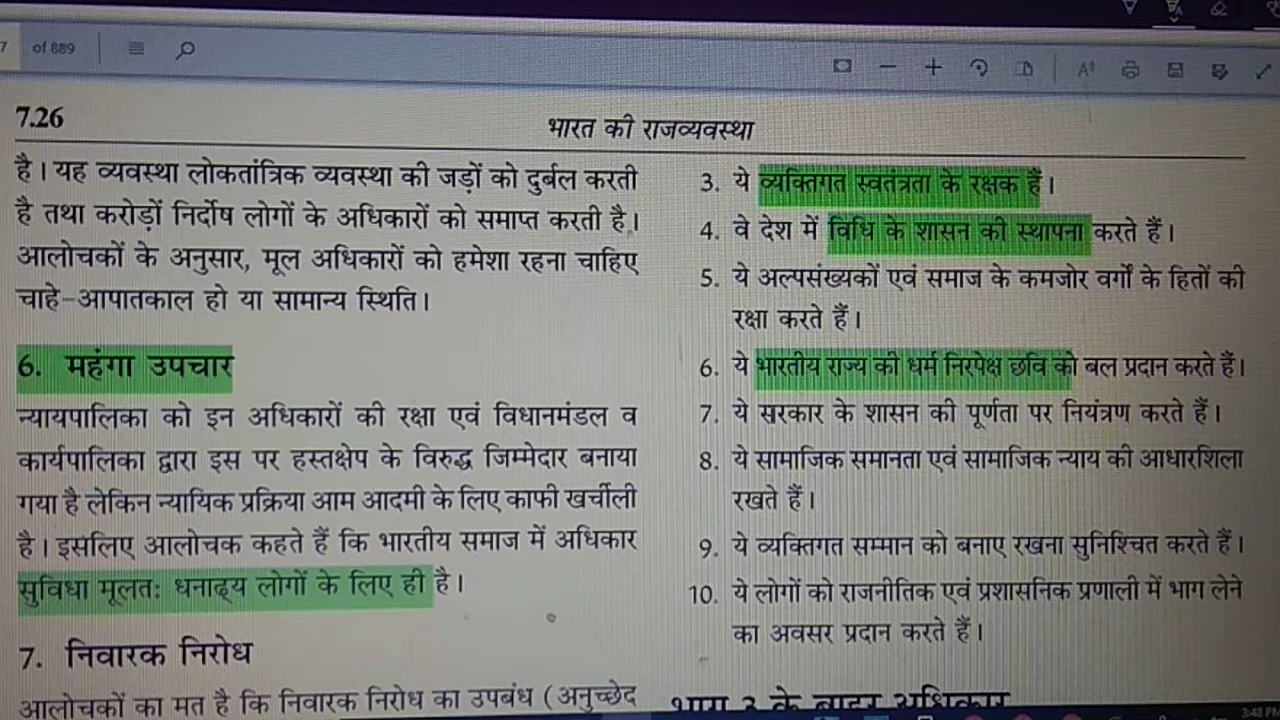 7 of 889
7.26
भारत की राजव्यवस्था
है। यह व्यवस्था लोकतांत्रिक व्यवस्था की जड़ों को दुर्बल करती
है तथा करोड़ों निर्दोष लोगों के अधिकारों को समाप्त करती है।
आलोचकों के अनुसार, मूल अधिकारों को हमेशा रहना चाहिए
चाहे-आपातकाल हो या सामान्य स्थिति।
6. महंगा उपचार
न्यायपालिका को इन अधिकारों की रक्षा एवं विधानमंडल व
कार्यपालिका द्वारा इस पर हस्तक्षेप के विरुद्ध जिम्मेदार बनाया
गया है लेकिन न्यायिक प्रक्रिया आम आदमी के लिए काफी खर्चीली
है। इसलिए आलोचक कहते हैं कि भारतीय समाज में अधिकार
सुविधा मूलतः धनाढ्य लोगों के लिए ही है।
7. निवारक निरोध
आलोचकों का मत है कि निवारक निरोध का उपबंध (अनुच्छेद
3. ये व्यक्तिगत स्वतंत्रता के रक्षक हैं।
4. वे देश में विधि के शासन की स्थापना करते हैं।
5. ये अल्पसंख्यकों एवं समाज के कमजोर वर्गों के हितों की
रक्षा करते हैं।
6. ये भारतीय राज्य की धर्म निरपेक्ष छवि को बल प्रदान करते हैं।
7. ये सरकार के शासन की पूर्णता पर नियंत्रण करते हैं।
8. ये सामाजिक समानता एवं सामाजिक न्याय की आधारशिला
रखते हैं।
9. ये व्यक्तिगत सम्मान को बनाए रखना सुनिश्चित करते हैं।
10. ये लोगों को राजनीतिक एवं प्रशासनिक प्रणाली में भाग लेने
का अवसर प्रदान करते हैं।
भाग 3 के बाहर अधिकार
3:48 PM